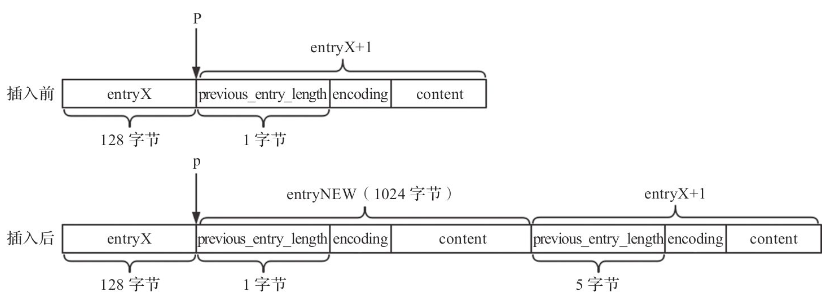 P
entryX+1
插入前 entryX previous_entry_length encoding content
128 字节 1 字节
p
entryNEW（1024 字节） entryX+1
插入后 entryX previous_entry_length encoding content previous_entry_length encoding content
128 字节 1 字节 5 字节